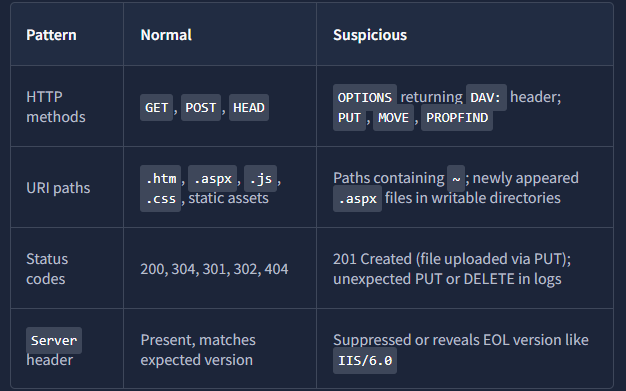 Pattern Normal Suspicious
HTTP methods GET, POST, HEAD OPTIONS returning DAV: header; PUT, MOVE, PROPFIND
URI paths .htm, .aspx, .js, .css, static assets Paths containing ~; newly appeared .aspx files in writable directories
Status codes 200, 304, 301, 302, 404 201 Created (file uploaded via PUT); unexpected PUT or DELETE in logs
Server header Present, matches expected version Suppressed or reveals EOL version like IIS/6.0